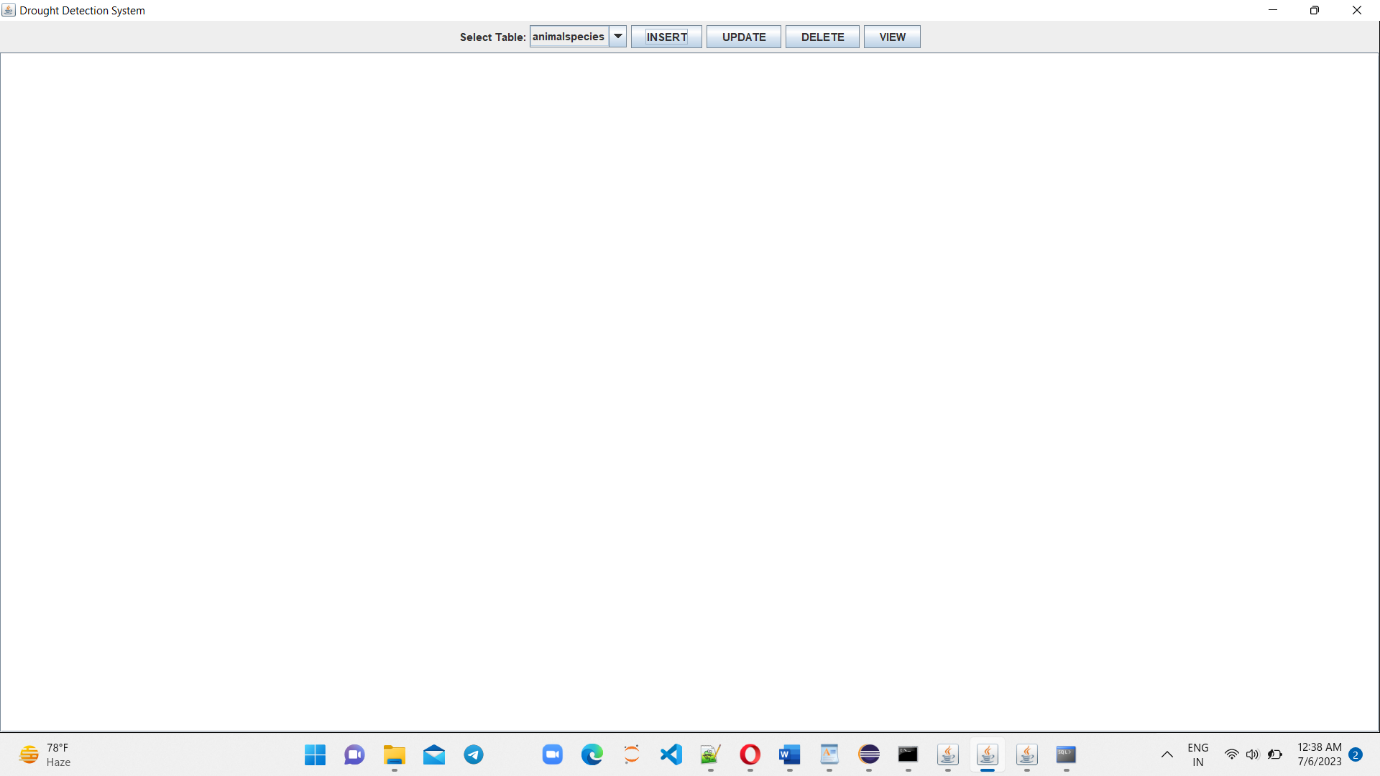 Drought Detection System
Select Table: animalspecies INSERT UPDATE DELETE VIEW
78°F
Haze
ENG
IN
12:38 AM
7/6/2023
2